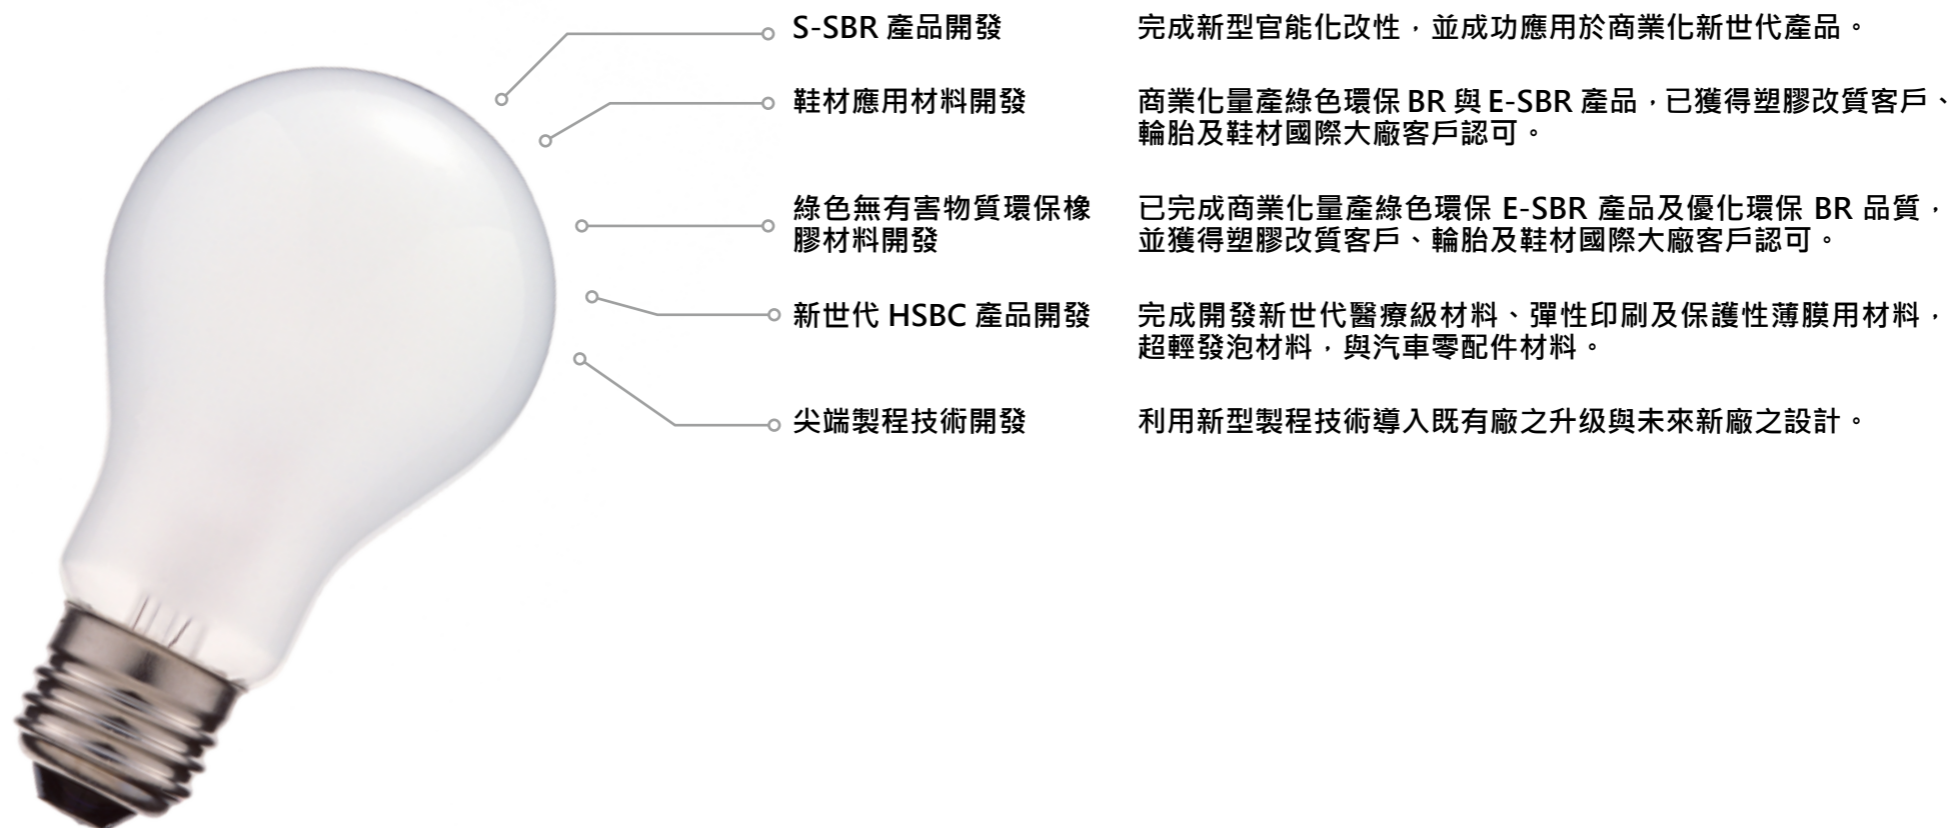 S-SBR 產品開發 完成新型官能化改性，並成功應用於商業化新世代產品。
鞋材應用材料開發 商業化量產綠色環保 BR 與 E-SBR 產品，已獲得塑膠改質客戶、
輪胎及鞋材國際大廠客戶認可。
綠色無有害物質環保橡 已完成商業化量產綠色環保 E-SBR 產品及優化環保 BR 品質，
膠材料開發 並獲得塑膠改質客戶、輪胎及鞋材國際大廠客戶認可。
新世代 HSBC 產品開發 完成開發新世代醫療級材料、彈性印刷及保護性薄膜用材料，
超輕發泡材料，與汽車零配件材料。
尖端製程技術開發 利用新型製程技術導入既有廠之升级與未來新廠之設計。